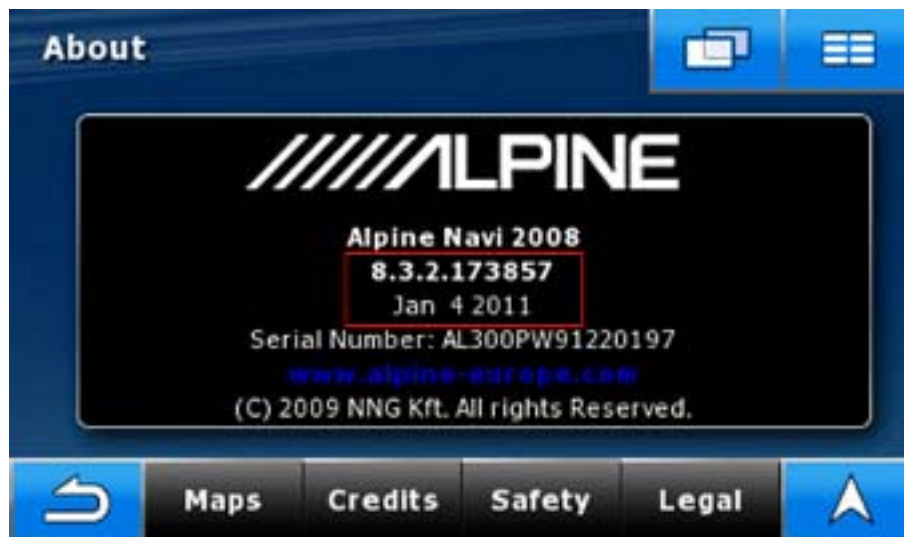 About
ALPINE
Alpine Navi 2008
8.3.2.173857
Jan 4 2011
Serial Number: AL300PW91220197
www.alpine-europe.com
(C) 2009 NNG Kft. All rights Reserved.
Maps Credits Safety Legal